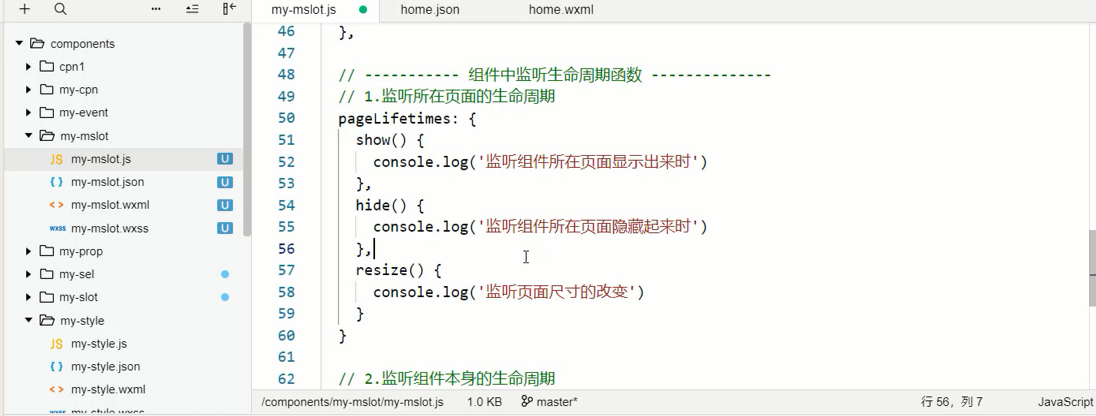 my-mslot.js
home.json
home.wxml
components
cpn1
my-cpn
my-event
my-mslot
JS my-mslot.js U
{ } my-mslot.json U
< > my-mslot.wxml U
wxss my-mslot.wxss U
my-prop
my-sel
my-slot
my-style
JS my-style.js
{ } my-style.json
< > my-style.wxml
wxss my-style.wxss
46 },
47
48 // ----------- 组件中监听生命周期函数 --------------
49 // 1.监听所在页面的生命周期
50 pageLifetimes: {
51 show() {
52 console.log('监听组件所在页面显示出来时')
53 },
54 hide() {
55 console.log('监听组件所在页面隐藏起来时')
56 },
57 resize() {
58 console.log('监听页面尺寸的改变')
59 }
60 }
61
62 // 2.监听组件本身的生命周期
/components/my-mslot/my-mslot.js 1.0 KB master* 行 56，列 7 JavaScript